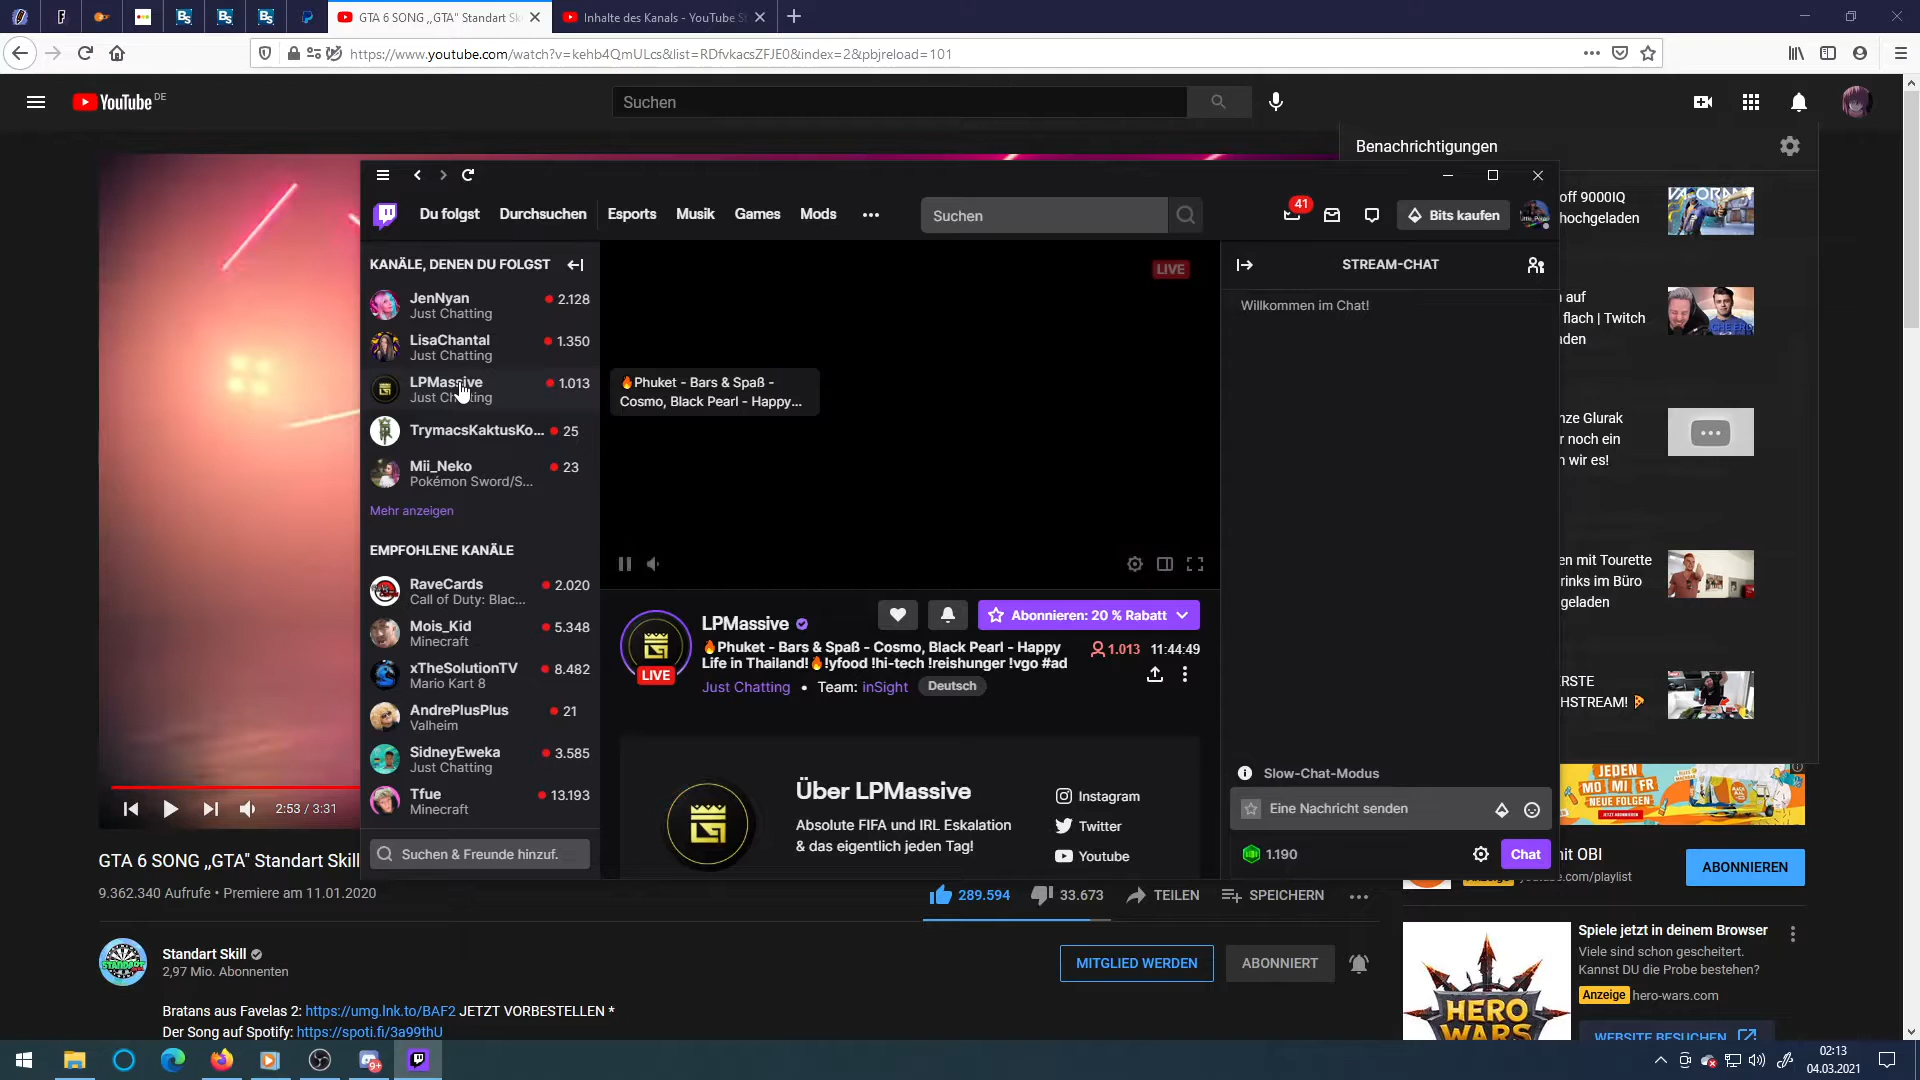 GTA 6 SONG ,,GTA" Standart Sk
Inhalte des Kanals - YouTube S
https://www.youtube.com/watch?v=kehb4QmULcs&list=RDfvkacsZFJE0&index=2&pbjreload=101
YouTube DE
Suchen
Benachrichtigungen
off 9000IQ
hochgeladen
auf
flach | Twitch
den
nze Glurak
r noch ein
n wir es!
en mit Tourette
rinks im Büro
geladen
ERSTE
HSTREAM! 🍕
Du folgst
Durchsuchen
Esports
Musik
Games
Mods
Suchen
41
Bits kaufen
KANÄLE, DENEN DU FOLGST
JenNyan 2.128
Just Chatting
LisaChantal 1.350
Just Chatting
LPMassive 1.013
Just Chatting
TrymacsKaktusKo... 25
Mii_Neko 23
Pokémon Sword/S...
Mehr anzeigen
EMPFOHLENE KANÄLE
RaveCards 2.020
Call of Duty: Blac...
Mois_Kid 5.348
Minecraft
xTheSolutionTV 8.482
Mario Kart 8
AndrePlusPlus 21
Valheim
SidneyEweka 3.585
Just Chatting
Tfue 13.193
Minecraft
Suchen & Freunde hinzuf.
LIVE
🔥Phuket - Bars & Spaß -
Cosmo, Black Pearl - Happy...
LPMassive
Abonnieren: 20 % Rabatt
🔥Phuket - Bars & Spaß - Cosmo, Black Pearl - Happy
Life in Thailand!🔥!yfood !hi-tech !reishunger !vgo #ad
1.013 11:44:49
LIVE
Just Chatting • Team: inSight Deutsch
Über LPMassive
Absolute FIFA und IRL Eskalation
& das eigentlich jeden Tag!
Instagram
Twitter
Youtube
STREAM-CHAT
Willkommen im Chat!
Slow-Chat-Modus
Eine Nachricht senden
1.190
Chat
2:53 / 3:31
GTA 6 SONG ,,GTA" Standart Skil
9.362.340 Aufrufe • Premiere am 11.01.2020
289.594
33.673
TEILEN
SPEICHERN
Standart Skill
2,97 Mio. Abonnenten
MITGLIED WERDEN
ABONNIERT
Bratans aus Favelas 2: https://umg.lnk.to/BAF2 JETZT VORBESTELLEN *
Der Song auf Spotify: https://spoti.fi/3a99thU
JEDEN
MO MI FR
NEUE FOLGEN
it OBI
Anzeige youtube.com/playlist
ABONNIEREN
Spiele jetzt in deinem Browser
Viele sind schon gescheitert.
Kannst DU die Probe bestehen?
Anzeige hero-wars.com
WEBSITE BESUCHEN
HERO
WARS
9+
02:13
04.03.2021